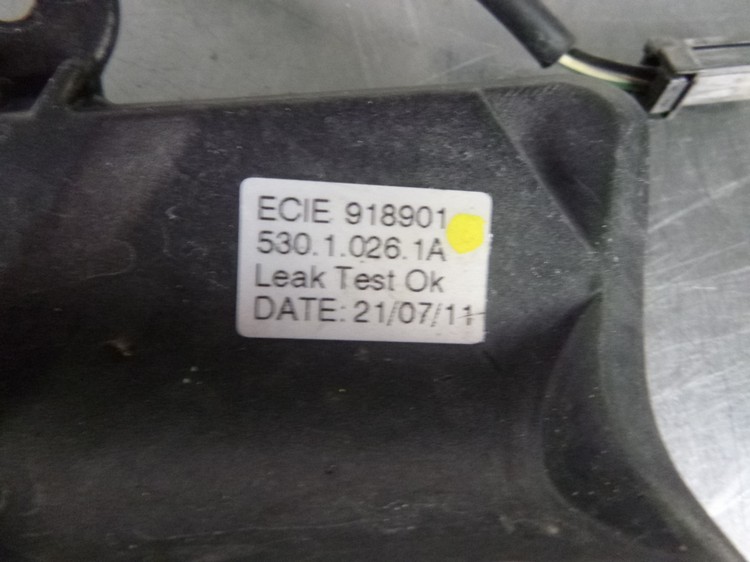 ECIE 918901
530.1.026.1A
Leak Test Ok
DATE: 21/07/11